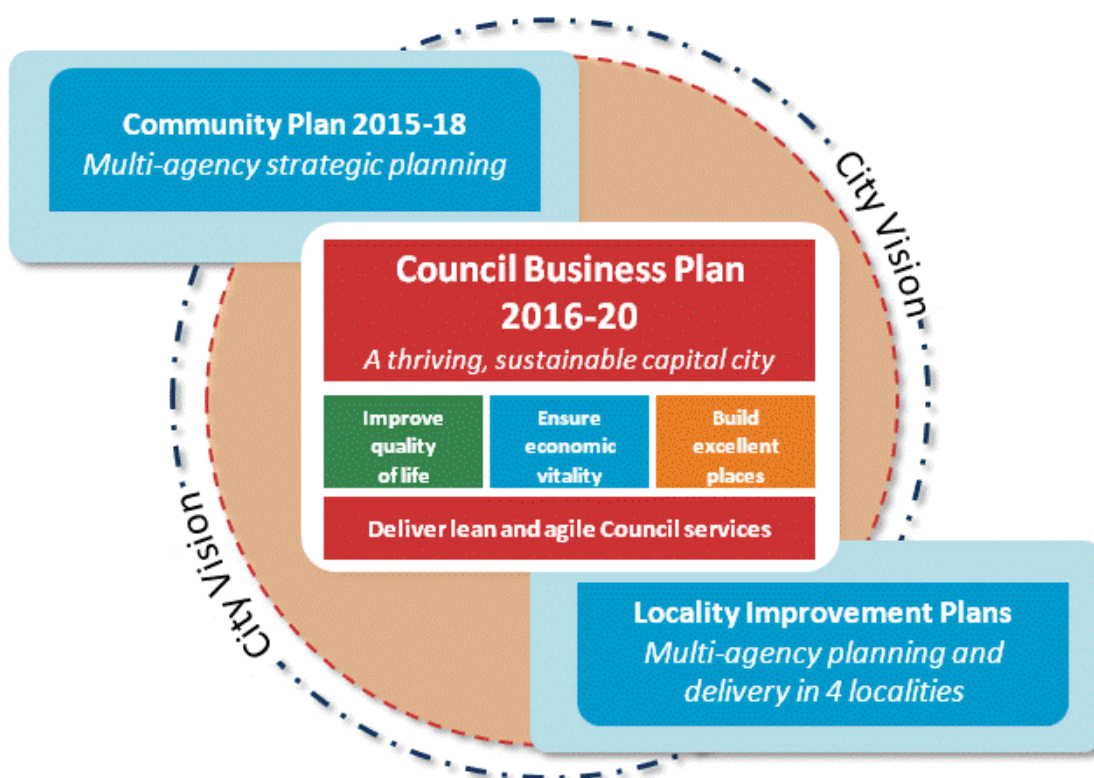 Community Plan 2015-18
Multi-agency strategic planning
City Vision
Council Business Plan
2016-20
A thriving, sustainable capital city
Improve
quality
of life
Ensure
economic
vitality
Build
excellent
places
Deliver lean and agile Council services
City Vision
Locality Improvement Plans
Multi-agency planning and
delivery in 4 localities